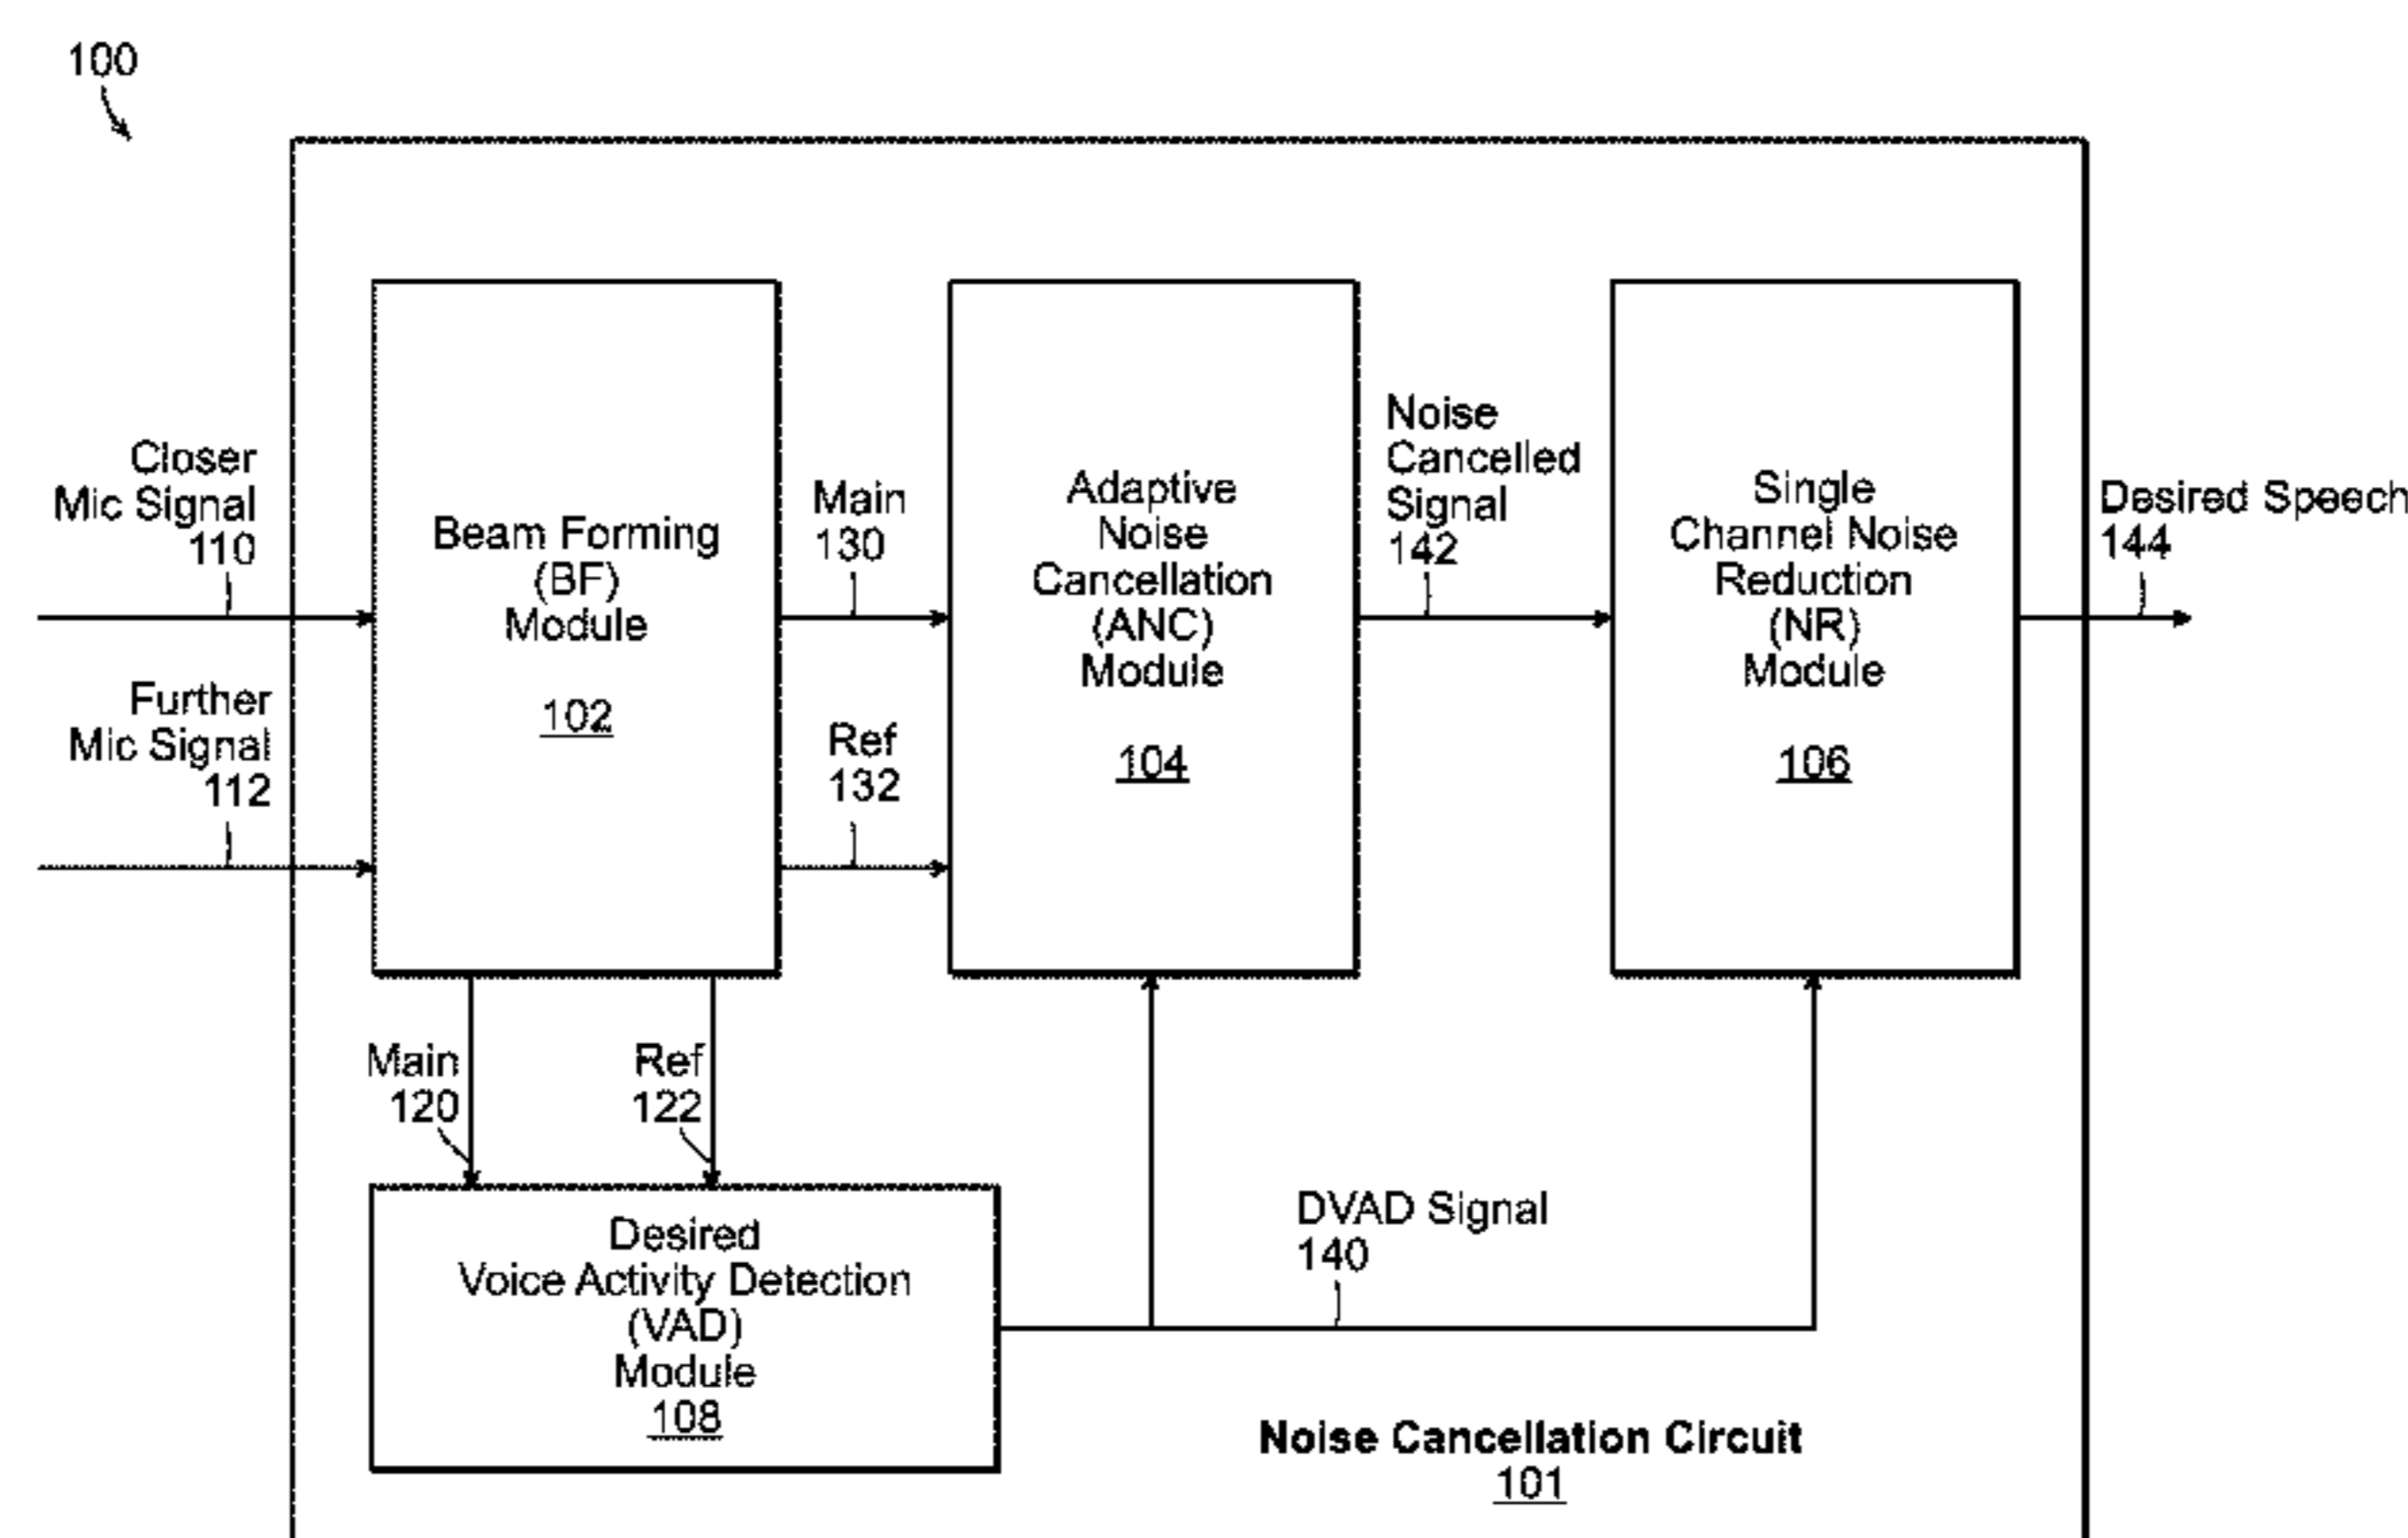 100
Closer
Mic Signal
110
Further
Mic Signal
112
Beam Forming
(BF)
Module
102
Main
130
Ref
132
Adaptive
Noise
Cancellation
(ANC)
Module
104
Noise
Cancelled
Signal
142
Single
Channel Noise
Reduction
(NR)
Module
106
Desired Speech
144
Main
120
Ref
122
Desired
Voice Activity Detection
(VAD)
Module
108
DVAD Signal
140
Noise Cancellation Circuit
101